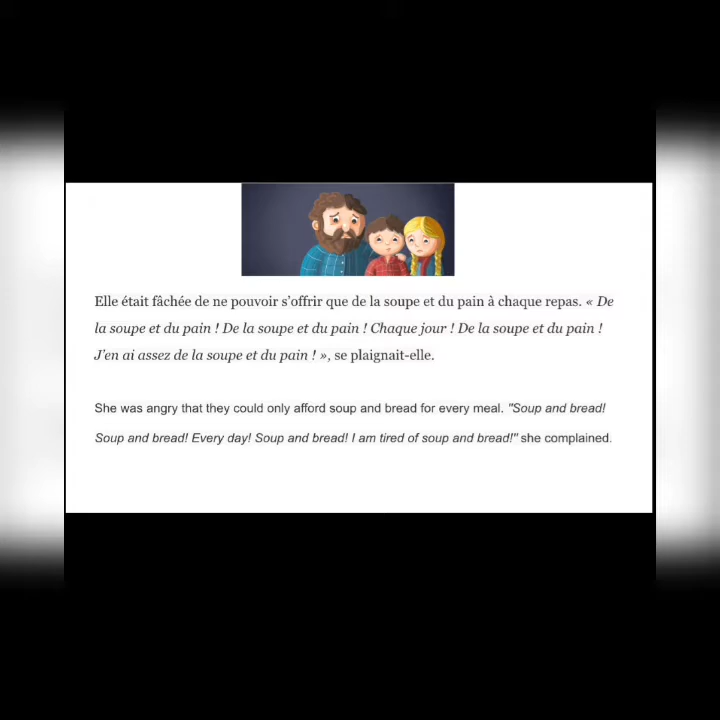 Elle était fâchée de ne pouvoir s’offrir que de la soupe et du pain à chaque repas. « De
la soupe et du pain ! De la soupe et du pain ! Chaque jour ! De la soupe et du pain !
J’en ai assez de la soupe et du pain ! », se plaignait-elle.
She was angry that they could only afford soup and bread for every meal. "Soup and bread!
Soup and bread! Every day! Soup and bread! I am tired of soup and bread!" she complained.